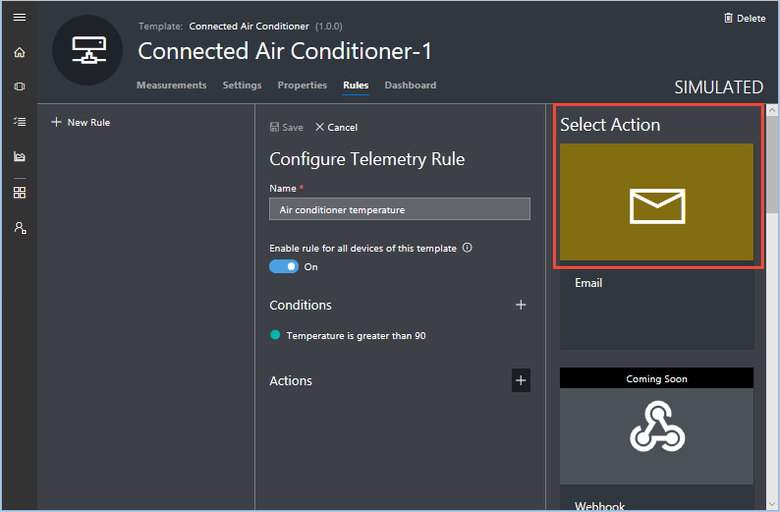 Template: Connected Air Conditioner (1.0.0)
Delete
Connected Air Conditioner-1
Measurements Settings Properties Rules Dashboard
SIMULATED
New Rule
Save Cancel
Configure Telemetry Rule
Name *
Air conditioner temperature
Enable rule for all devices of this template
On
Conditions
Temperature is greater than 90
Actions
Select Action
Email
Coming Soon
Webhook